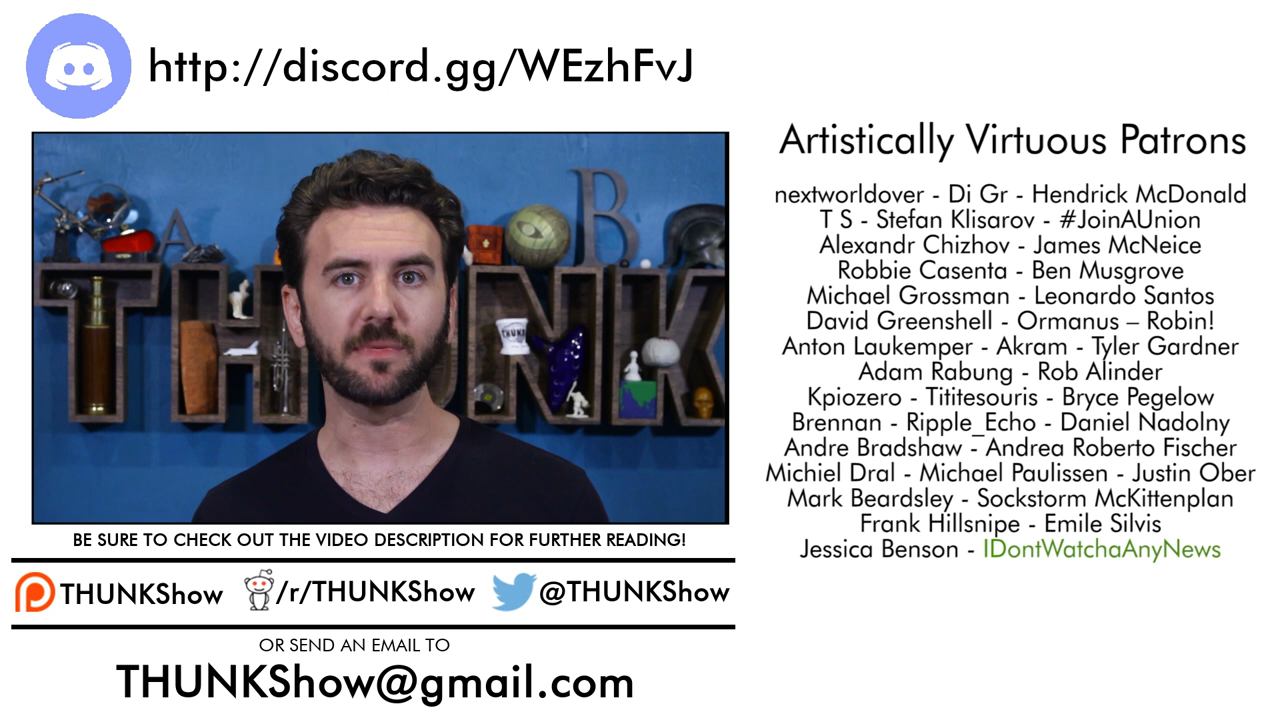 http://discord.gg/WEzhFvJ
A
B
THUNK
THUNK
BE SURE TO CHECK OUT THE VIDEO DESCRIPTION FOR FURTHER READING!
THUNKShow
/r/THUNKShow
@THUNKShow
OR SEND AN EMAIL TO
THUNKShow@gmail.com
Artistically Virtuous Patrons
nextworldover - Di Gr - Hendrick McDonald
T S - Stefan Klisarov - #JoinAUnion
Alexandr Chizhov - James McNeice
Robbie Casenta - Ben Musgrove
Michael Grossman - Leonardo Santos
David Greenshell - Ormanus – Robin!
Anton Laukemper - Akram - Tyler Gardner
Adam Rabung - Rob Alinder
Kpiozero - Tititesouris - Bryce Pegelow
Brennan - Ripple_Echo - Daniel Nadolny
Andre Bradshaw - Andrea Roberto Fischer
Michiel Dral - Michael Paulissen - Justin Ober
Mark Beardsley - Sockstorm McKittenplan
Frank Hillsnipe - Emile Silvis
Jessica Benson - IDontWatchaAnyNews